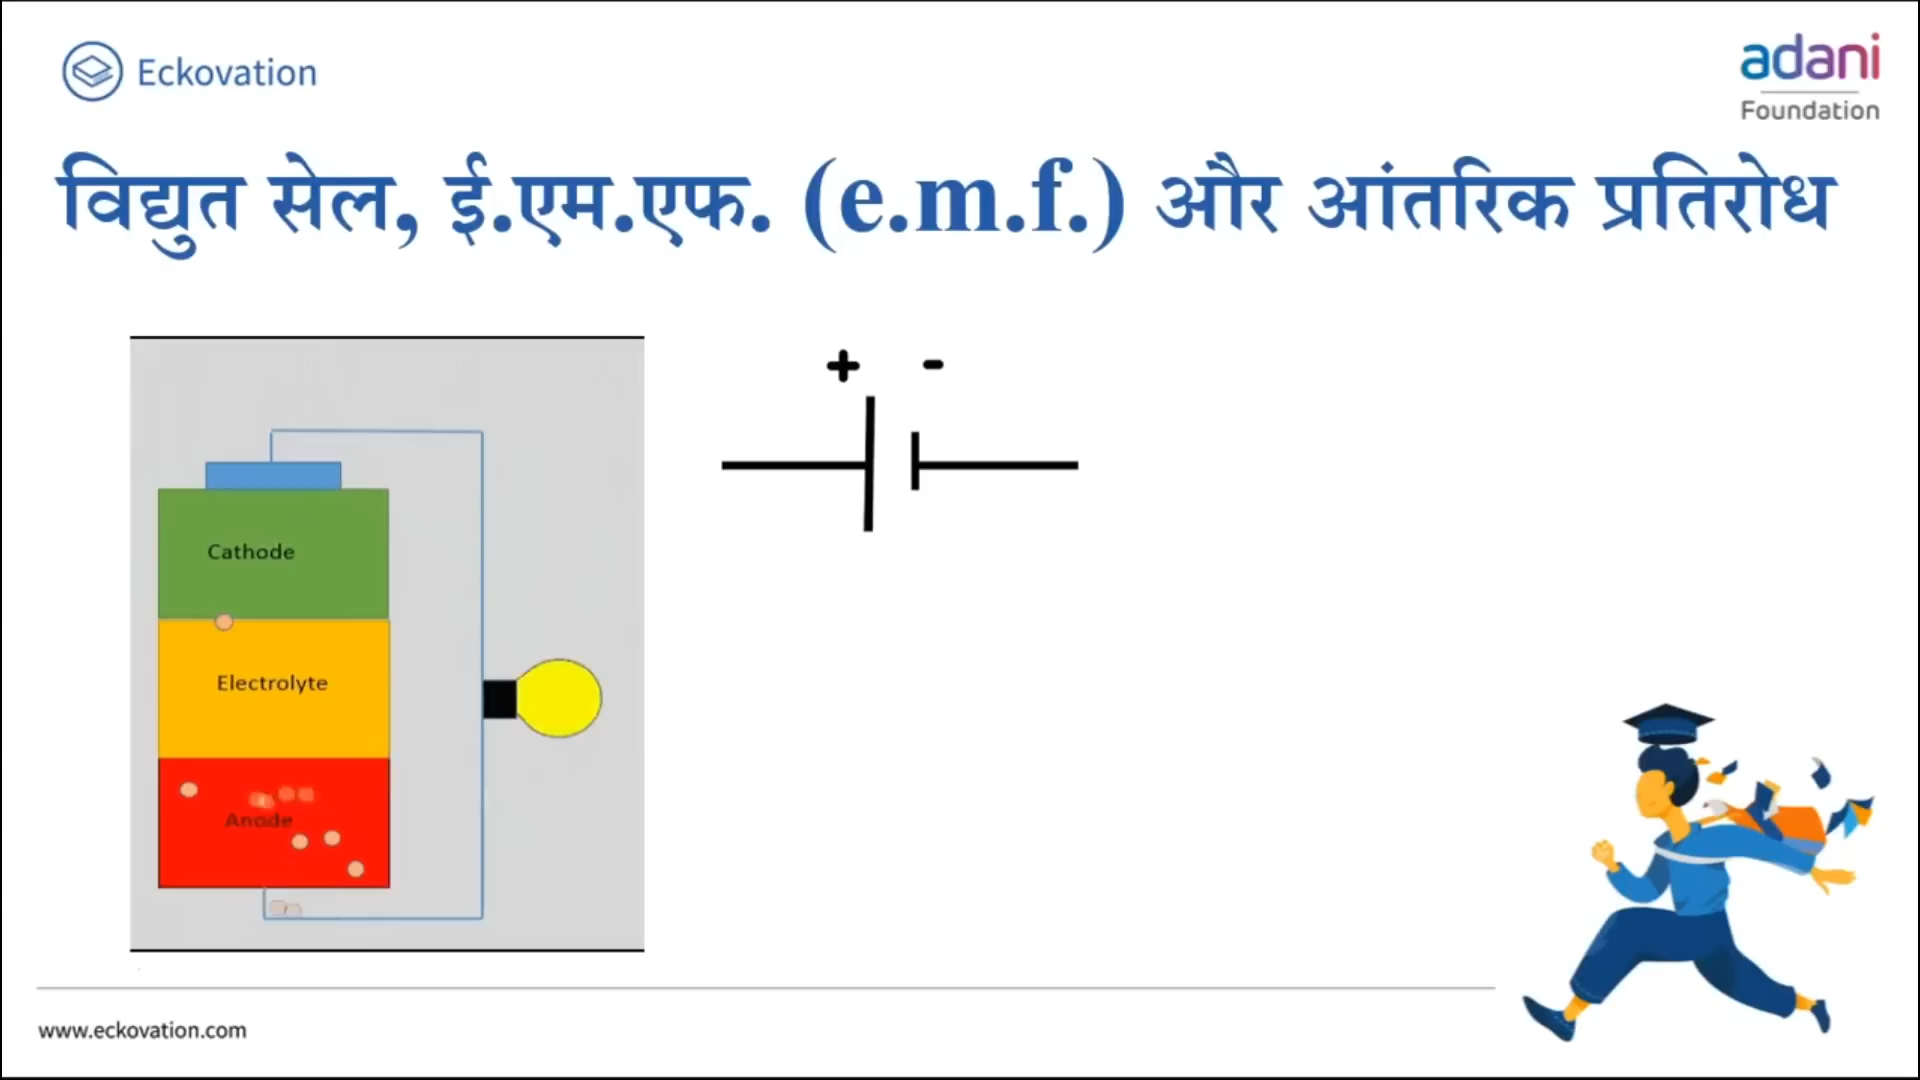 Eckovation
adani
Foundation
विद्युत सेल, ई.एम.एफ. (e.m.f.) और आंतरिक प्रतिरोध
+ -
Cathode
Electrolyte
Anode
www.eckovation.com